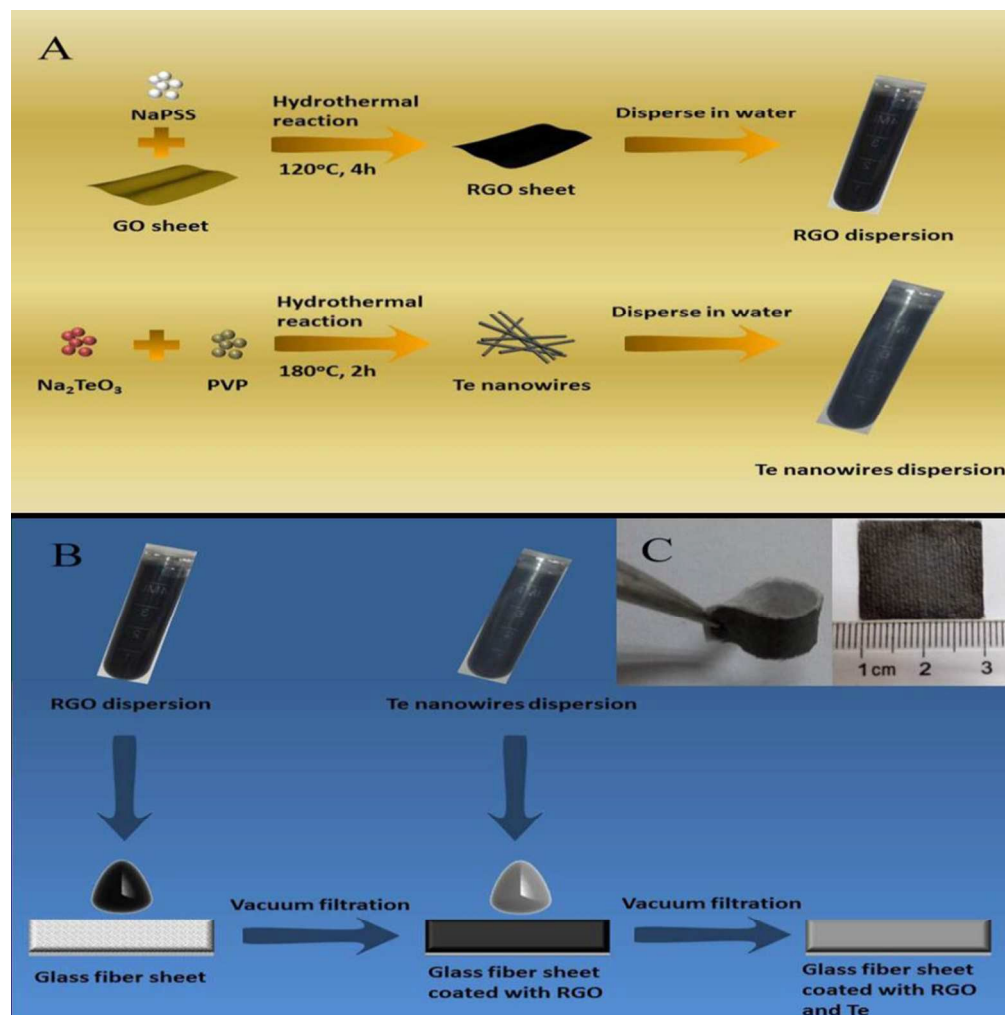 A
NaPSS
GO sheet
Hydrothermal
reaction
120°C, 4h
RGO sheet
Disperse in water
RGO dispersion
Na₂TeO₃
PVP
Hydrothermal
reaction
180°C, 2h
Te nanowires
Disperse in water
Te nanowires dispersion
B
RGO dispersion
Te nanowires dispersion
C
1 cm 2 3
Vacuum filtration
Vacuum filtration
Glass fiber sheet
Glass fiber sheet
coated with RGO
Glass fiber sheet
coated with RGO
and Te